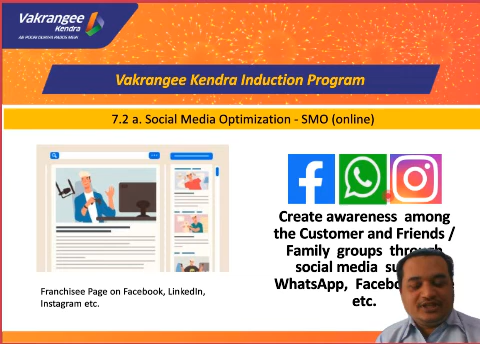 Vakrangee
Kendra
Vakrangee Kendra Induction Program
7.2 a. Social Media Optimization - SMO (online)
Create awareness among
the Customer and Friends /
Family groups through
social media
WhatsApp,
etc.
Franchisee Page on Facebook, LinkedIn,
Instagram etc.